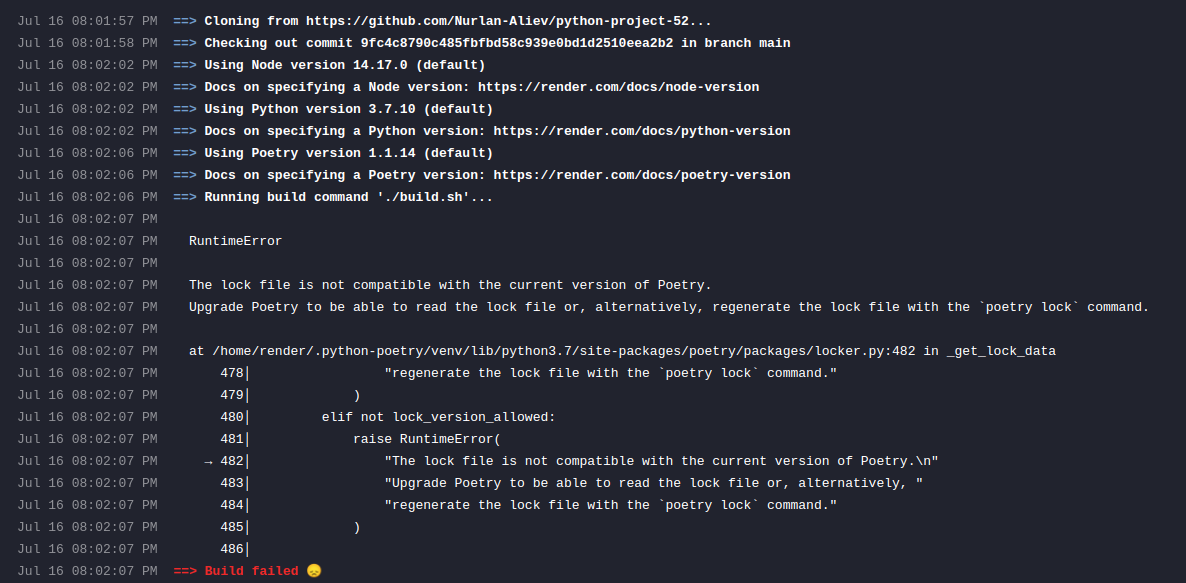 Jul 16 08:01:57 PM ==> Cloning from https://github.com/Nurlan-Aliev/python-project-52...
Jul 16 08:01:58 PM ==> Checking out commit 9fc4c8790c485fbfbd58c939e0bd1d2510eea2b2 in branch main
Jul 16 08:02:02 PM ==> Using Node version 14.17.0 (default)
Jul 16 08:02:02 PM ==> Docs on specifying a Node version: https://render.com/docs/node-version
Jul 16 08:02:02 PM ==> Using Python version 3.7.10 (default)
Jul 16 08:02:02 PM ==> Docs on specifying a Python version: https://render.com/docs/python-version
Jul 16 08:02:06 PM ==> Using Poetry version 1.1.14 (default)
Jul 16 08:02:06 PM ==> Docs on specifying a Poetry version: https://render.com/docs/poetry-version
Jul 16 08:02:06 PM ==> Running build command './build.sh'...
Jul 16 08:02:07 PM
Jul 16 08:02:07 PM RuntimeError
Jul 16 08:02:07 PM
Jul 16 08:02:07 PM The lock file is not compatible with the current version of Poetry.
Jul 16 08:02:07 PM Upgrade Poetry to be able to read the lock file or, alternatively, regenerate the lock file with the `poetry lock` command.
Jul 16 08:02:07 PM
Jul 16 08:02:07 PM at /home/render/.python-poetry/venv/lib/python3.7/site-packages/poetry/packages/locker.py:482 in _get_lock_data
Jul 16 08:02:07 PM 478│ "regenerate the lock file with the `poetry lock` command."
Jul 16 08:02:07 PM 479│ )
Jul 16 08:02:07 PM 480│ elif not lock_version_allowed:
Jul 16 08:02:07 PM 481│ raise RuntimeError(
Jul 16 08:02:07 PM → 482│ "The lock file is not compatible with the current version of Poetry.\n"
Jul 16 08:02:07 PM 483│ "Upgrade Poetry to be able to read the lock file or, alternatively, "
Jul 16 08:02:07 PM 484│ "regenerate the lock file with the `poetry lock` command."
Jul 16 08:02:07 PM 485│ )
Jul 16 08:02:07 PM 486│
Jul 16 08:02:07 PM ==> Build failed 😞